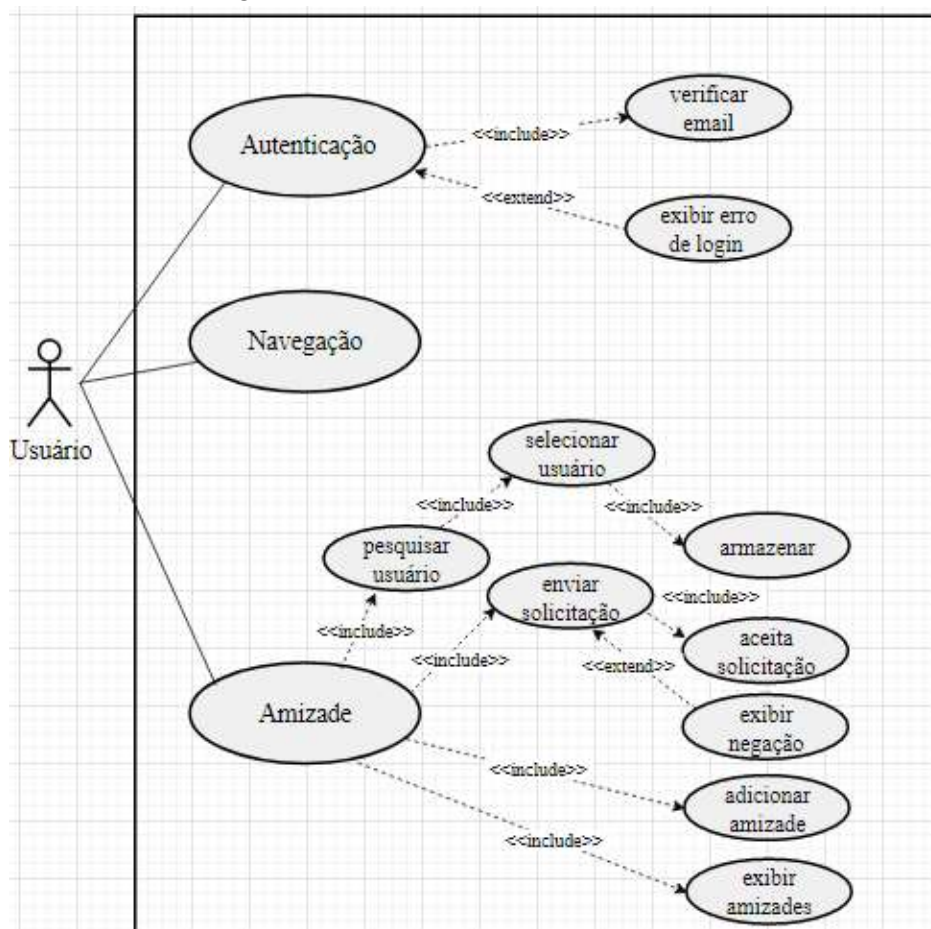 verificar
email
<<include>>
Autenticação
<<extend>>
exibir erro
de login
Navegação
Usuário
selecionar
usuário
<<include>>
<<include>>
pesquisar
usuário
armazenar
enviar
solicitação
<<include>>
<<include>>
aceita
solicitação
<<include>>
<<extend>>
Amizade
exibir
negação
<<include>>
adicionar
amizade
<<include>>
exibir
amizades